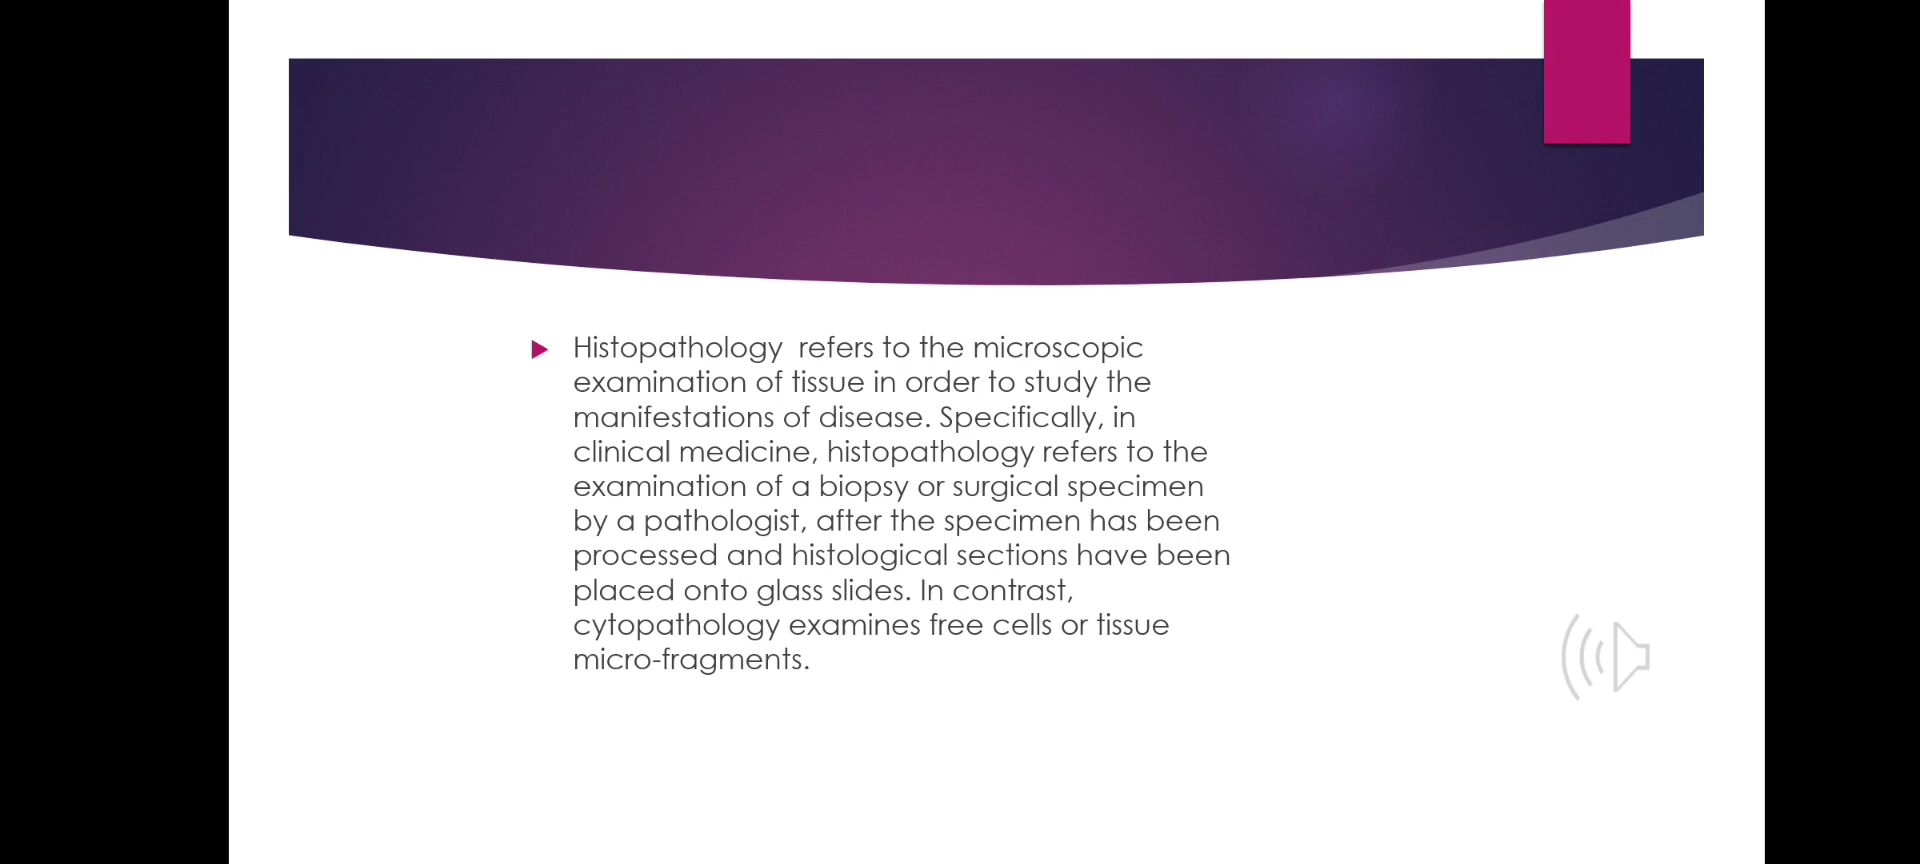 Histopathology  refers to the microscopic
examination of tissue in order to study the
manifestations of disease. Specifically, in
clinical medicine, histopathology refers to the
examination of a biopsy or surgical specimen
by a pathologist, after the specimen has been
processed and histological sections have been
placed onto glass slides. In contrast,
cytopathology examines free cells or tissue
micro-fragments.